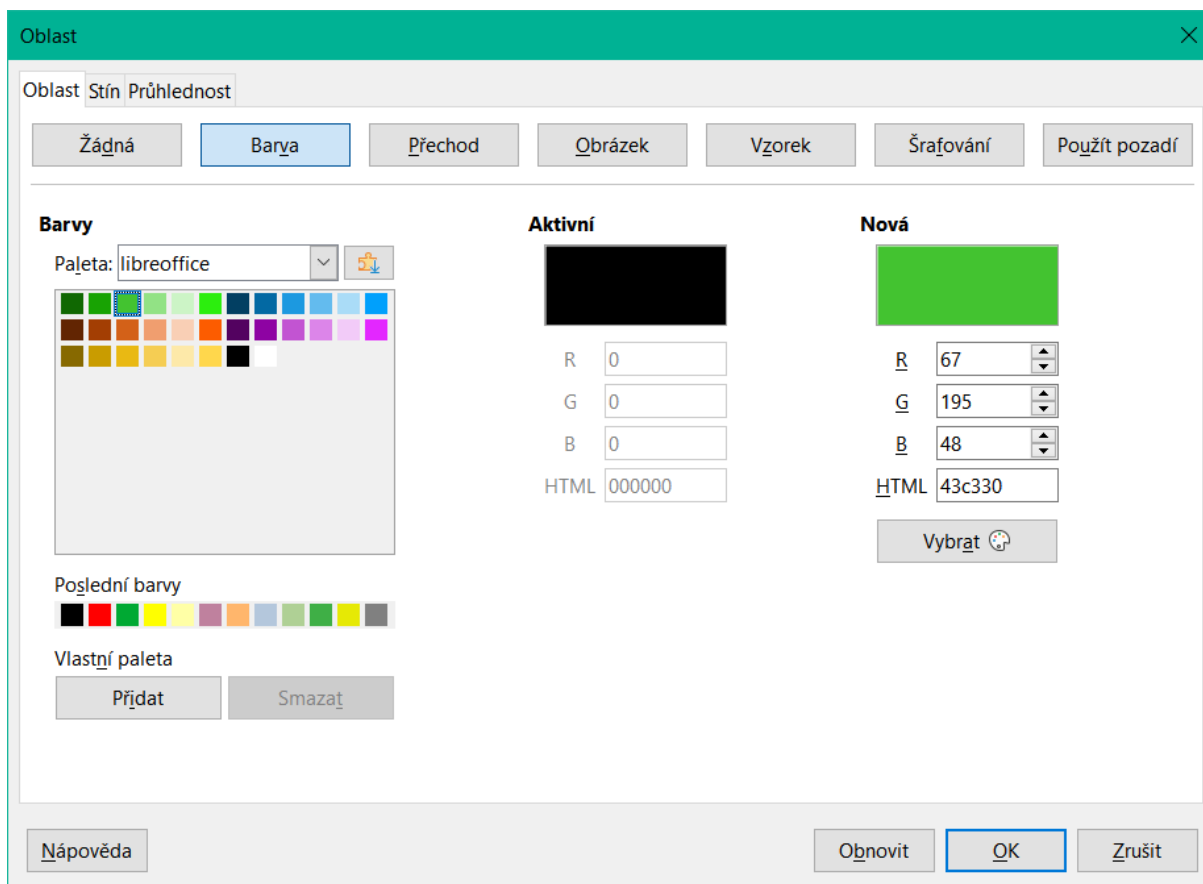 Oblast
Oblast Stín Průhlednost
Žádná Barva Přechod Obrázek Vzorek Šrafování Použít pozadí
Barvy Aktivní Nová
Paleta: libreoffice
R 0 R 67
G 0 G 195
B 0 B 48
HTML 000000 HTML 43c330
Vybrat
Poslední barvy
Vlastní paleta
Přidat Smazat
Nápověda Obnovit OK Zrušit